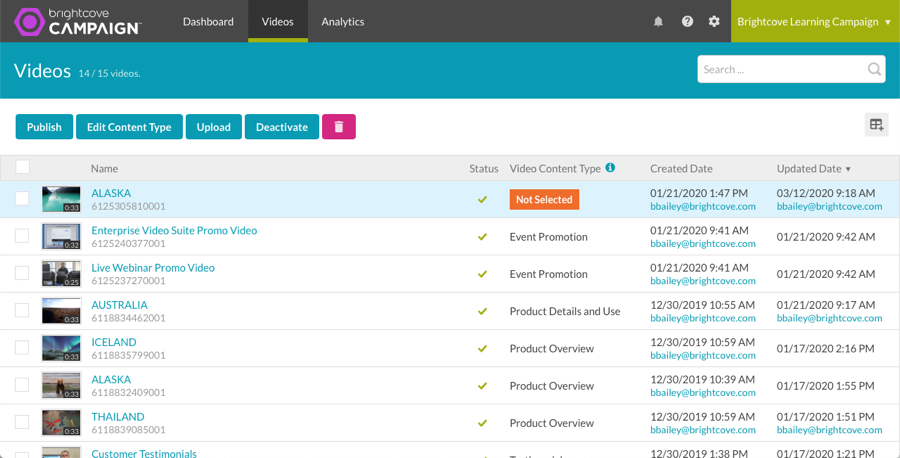 brightcove
CAMPAIGN™
Dashboard Videos Analytics
Brightcove Learning Campaign
Videos 14 / 15 videos.
Search ...
Publish Edit Content Type Upload Deactivate
Name Status Video Content Type Created Date Updated Date
ALASKA
6125305810001
0:33
Not Selected
01/21/2020 1:47 PM
bbailey@brightcove.com
03/12/2020 9:18 AM
bbailey@brightcove.com
Enterprise Video Suite Promo Video
6125240377001
0:32
Event Promotion
01/21/2020 9:41 AM
bbailey@brightcove.com
01/21/2020 9:42 AM
Live Webinar Promo Video
6125237271001
0:25
Event Promotion
01/21/2020 9:41 AM
bbailey@brightcove.com
01/21/2020 9:42 AM
AUSTRALIA
6118834462001
0:33
Product Details and Use
12/30/2019 10:55 AM
bbailey@brightcove.com
01/21/2020 9:17 AM
bbailey@brightcove.com
ICELAND
6118835799001
0:33
Product Overview
12/30/2019 10:59 AM
bbailey@brightcove.com
01/17/2020 2:16 PM
ALASKA
6118832409001
0:33
Product Overview
12/30/2019 10:39 AM
bbailey@brightcove.com
01/17/2020 1:55 PM
THAILAND
6118839085001
0:33
Product Overview
12/30/2019 10:59 AM
bbailey@brightcove.com
01/17/2020 1:51 PM
bbailey@brightcove.com
Customer Testimonials
12/30/2019 1:38 PM
01/17/2020 1:21 PM